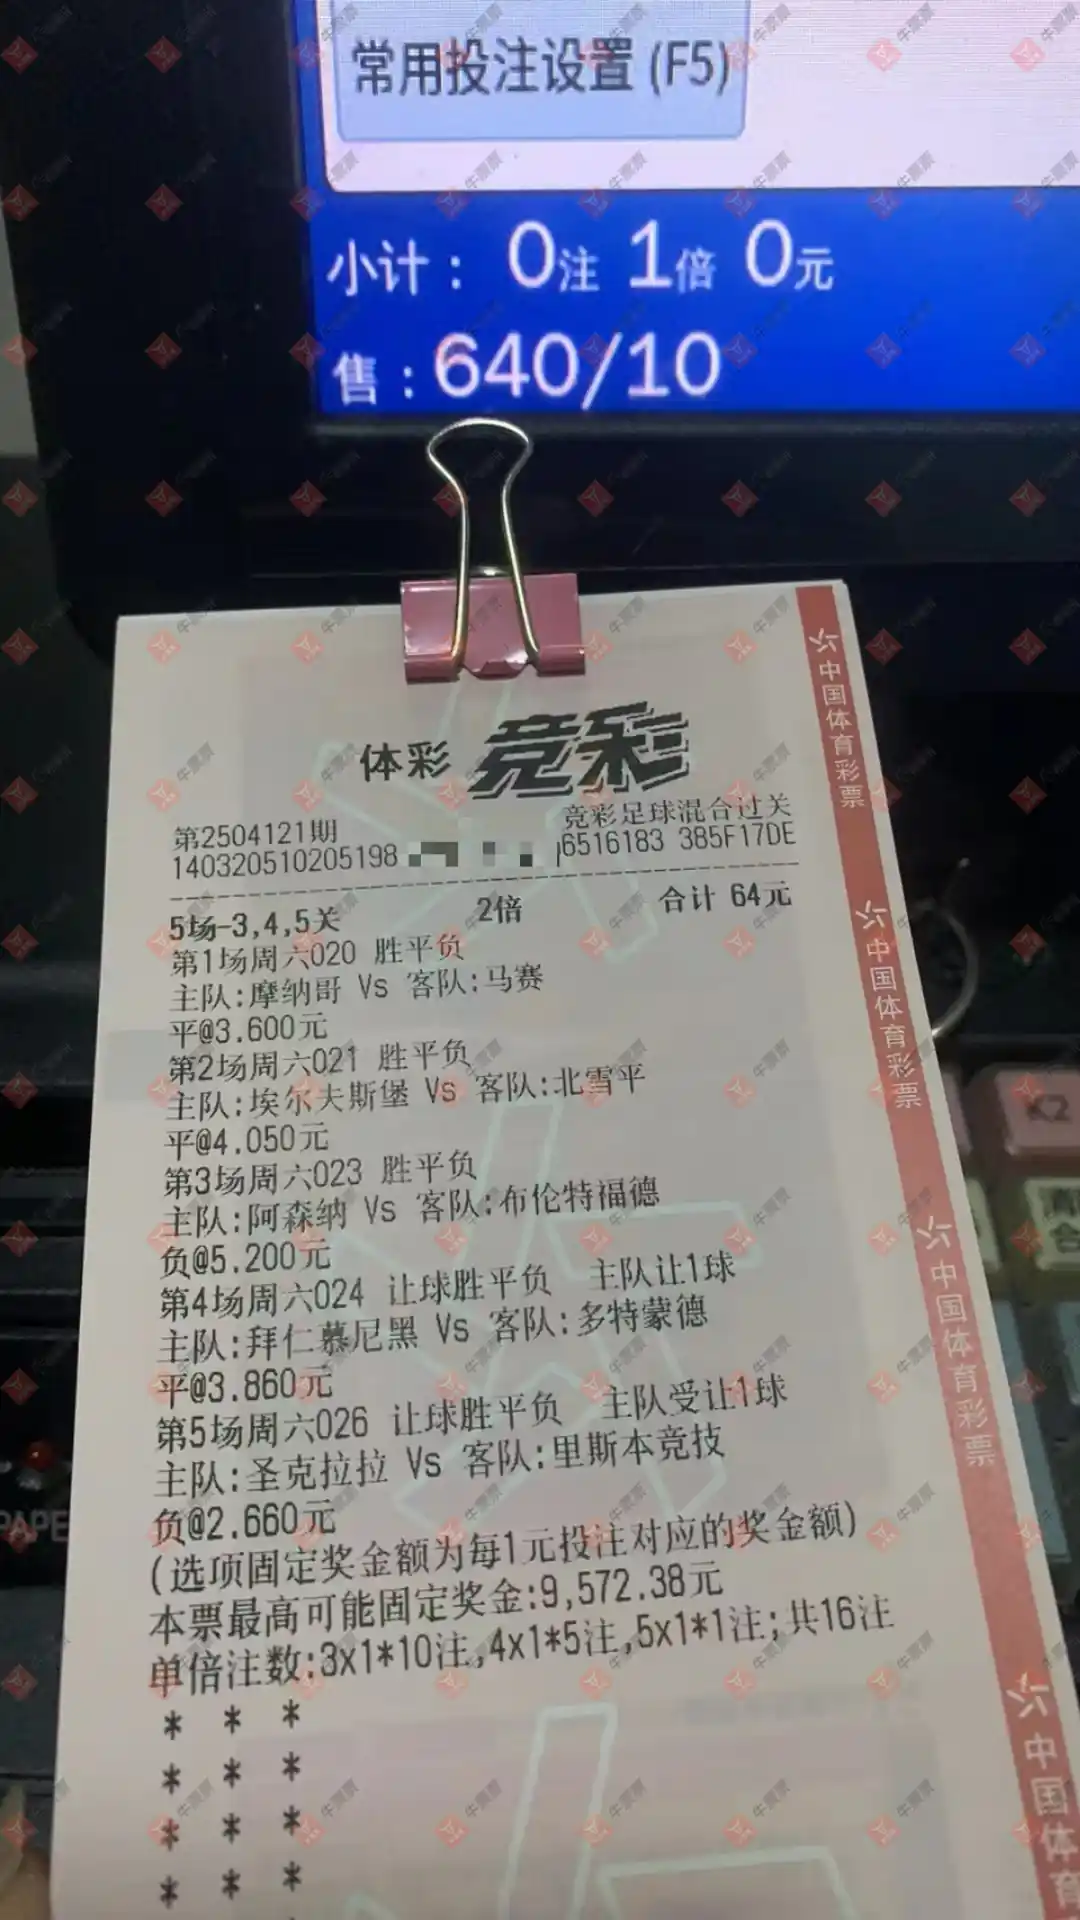 常用投注设置 (F5)
小计： 0注 1倍 0元
售：640/10
体彩 竞彩
第2504121期 竞彩足球混合过关
140320510205198 6516183 385F17DE
5场-3,4,5关 2倍 合计 64元
第1场周六020 胜平负
主队:摩纳哥 Vs 客队:马赛
平@3.600元
第2场周六021 胜平负
主队:埃尔夫斯堡 Vs 客队:北雪平
平@4.050元
第3场周六023 胜平负
主队:阿森纳 Vs 客队:布伦特福德
负@5.200元
第4场周六024 让球胜平负 主队让1球
主队:拜仁慕尼黑 Vs 客队:多特蒙德
平@3.860元
第5场周六026 让球胜平负 主队受让1球
主队:圣克拉拉 Vs 客队:里斯本竞技
负@2.660元
(选项固定奖金额为每1元投注对应的奖金额)
本票最高可能固定奖金:9,572.38元
单倍注数:3x1*10注,4x1*5注,5x1*1注;共16注
* * *
* * *
* * *
* * *
中国体育彩票
中国体育彩票
中国体育彩票
中国体育
K2
PAPE
牛票票